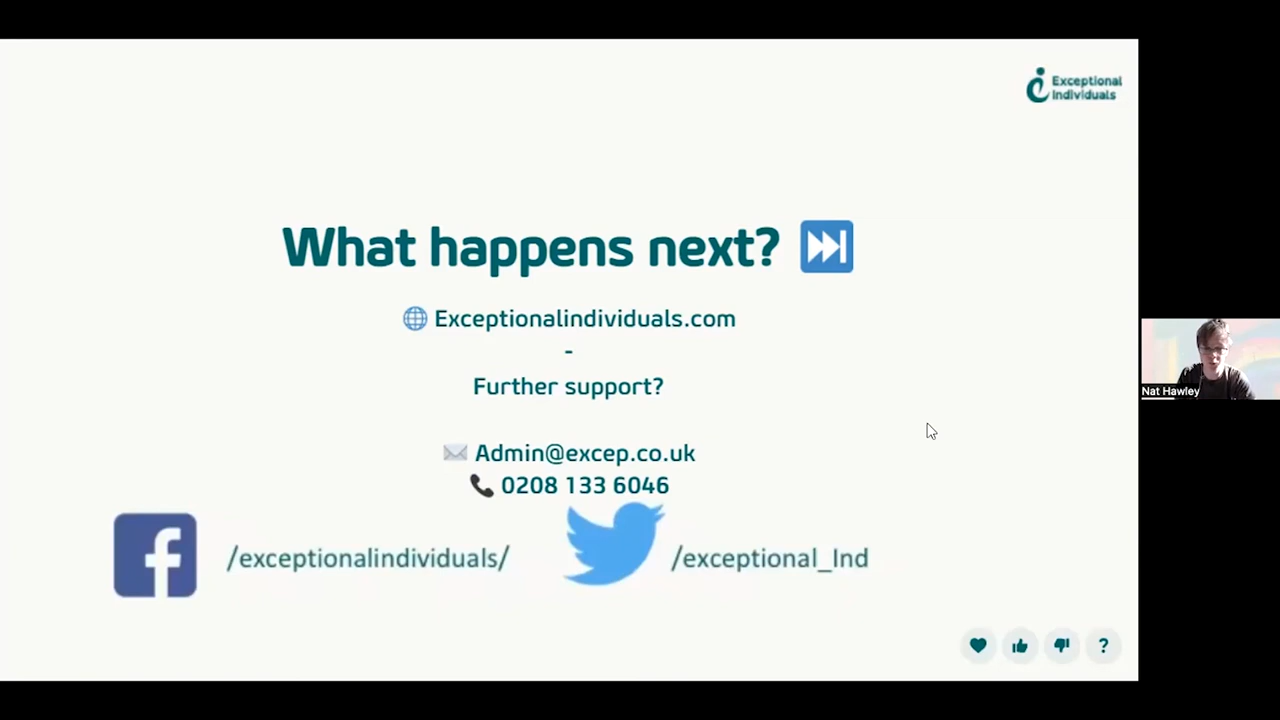 Exceptional
Individuals
What happens next?
Exceptionalindividuals.com
-
Further support?
Admin@excep.co.uk
0208 133 6046
/exceptionalindividuals/
/exceptional_Ind
?
Nat Hawley